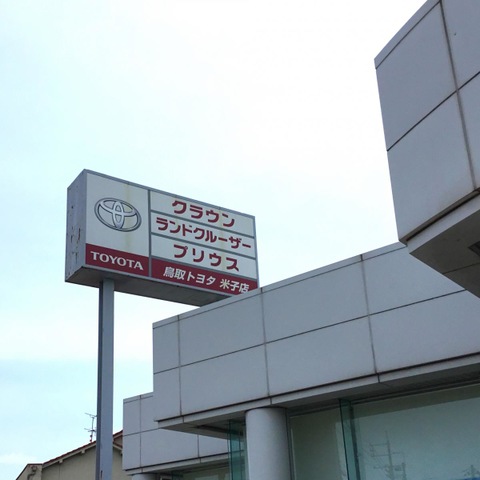 TOYOTA
クラウン
ランドクルーザー
プリウス
鳥取トヨタ 米子店